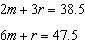 2m + 3r = 38.5
6m + r = 47.5